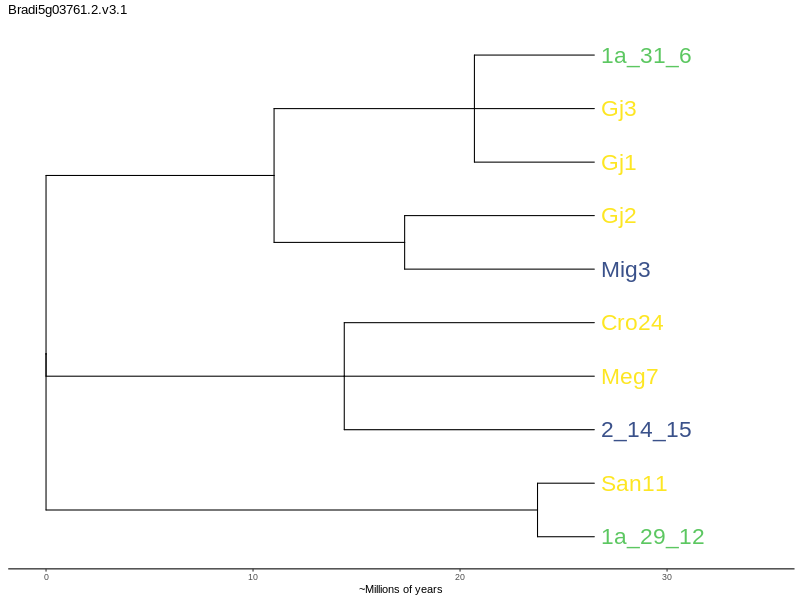 Bradi5g03761.2.v3.1
1a_31_6
Gj3
Gj1
Gj2
Mig3
Cro24
Meg7
2_14_15
San11
1a_29_12
0 10 20 30
~Millions of years